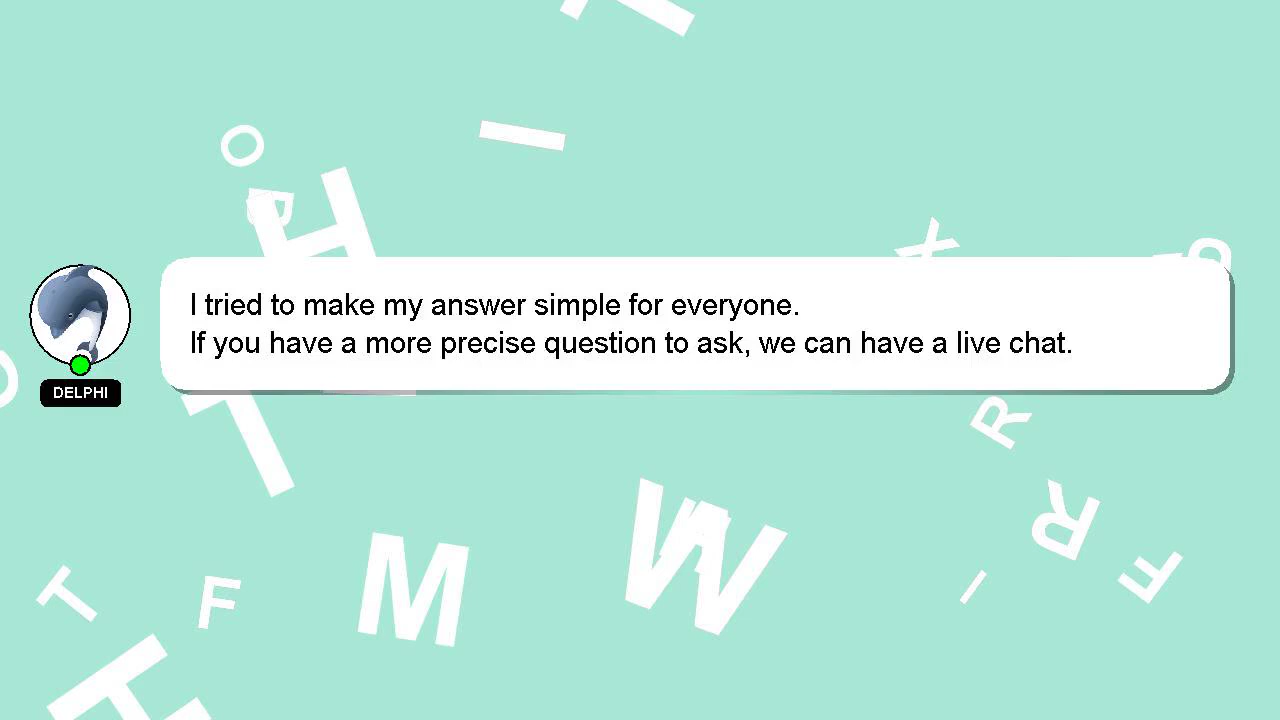 I tried to make my answer simple for everyone.
If you have a more precise question to ask, we can have a live chat.
DELPHI